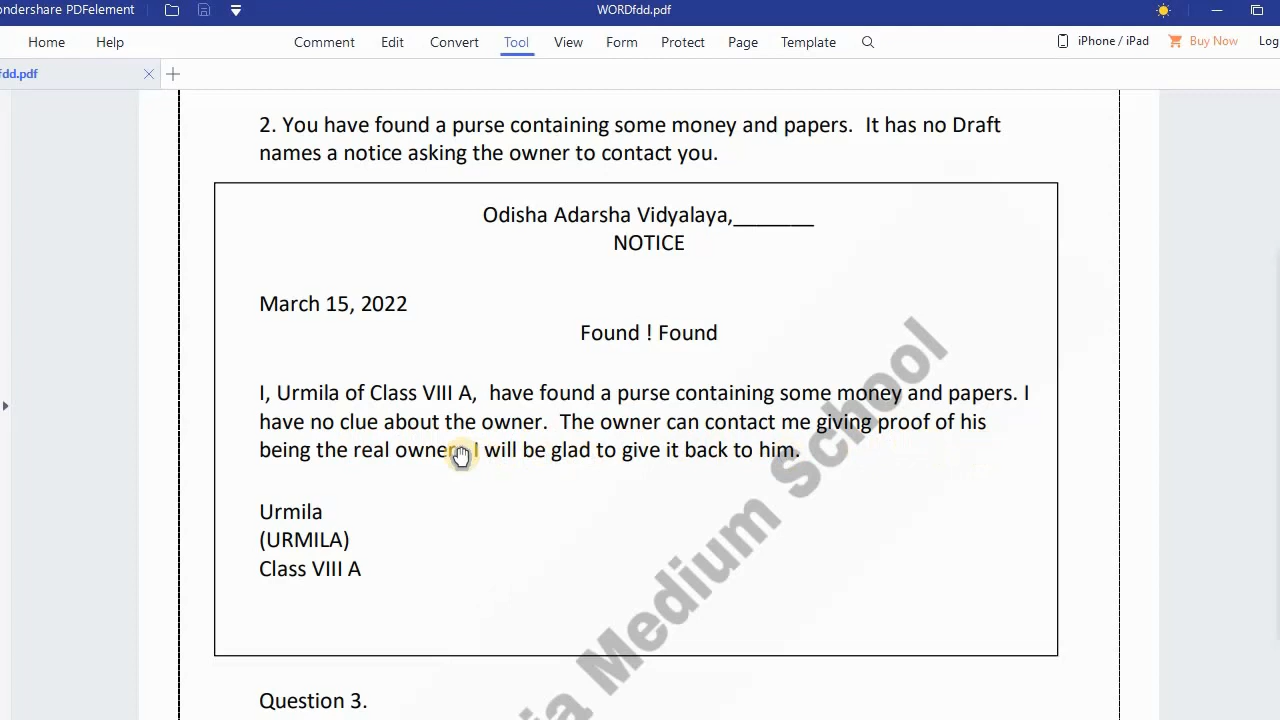 ondershare PDFelement
WORDfdd.pdf
Home Help Comment Edit Convert Tool View Form Protect Page Template iPhone / iPad Buy Now Log
fdd.pdf
2. You have found a purse containing some money and papers. It has no Draft
names a notice asking the owner to contact you.
Odisha Adarsha Vidyalaya,_______
NOTICE
March 15, 2022
Found ! Found
I, Urmila of Class VIII A, have found a purse containing some money and papers. I
have no clue about the owner. The owner can contact me giving proof of his
being the real owner. I will be glad to give it back to him.
Urmila
(URMILA)
Class VIII A
ia Medium School
Question 3.